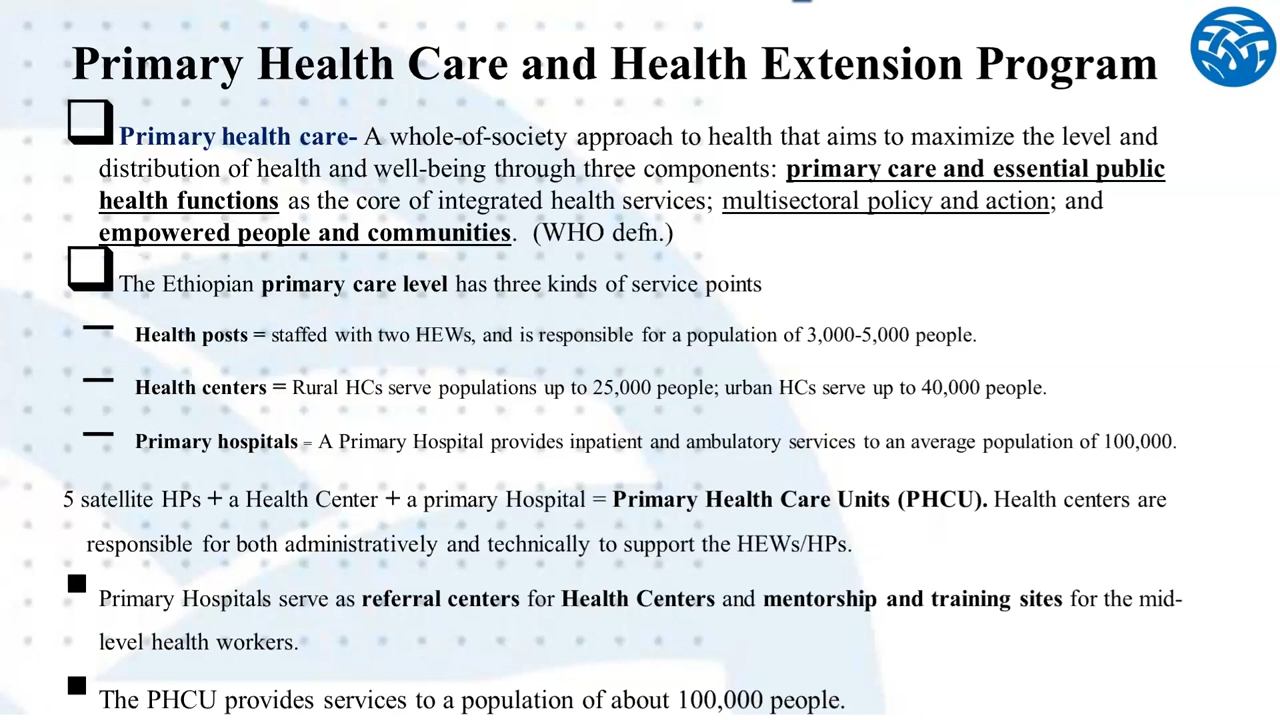 Primary Health Care and Health Extension Program
Primary health care- A whole-of-society approach to health that aims to maximize the level and
distribution of health and well-being through three components: primary care and essential public
health functions as the core of integrated health services; multisectoral policy and action; and
empowered people and communities. (WHO defn.)
The Ethiopian primary care level has three kinds of service points
Health posts = staffed with two HEWs, and is responsible for a population of 3,000-5,000 people.
Health centers = Rural HCs serve populations up to 25,000 people; urban HCs serve up to 40,000 people.
Primary hospitals = A Primary Hospital provides inpatient and ambulatory services to an average population of 100,000.
5 satellite HPs + a Health Center + a primary Hospital = Primary Health Care Units (PHCU). Health centers are
responsible for both administratively and technically to support the HEWs/HPs.
Primary Hospitals serve as referral centers for Health Centers and mentorship and training sites for the mid-
level health workers.
The PHCU provides services to a population of about 100,000 people.